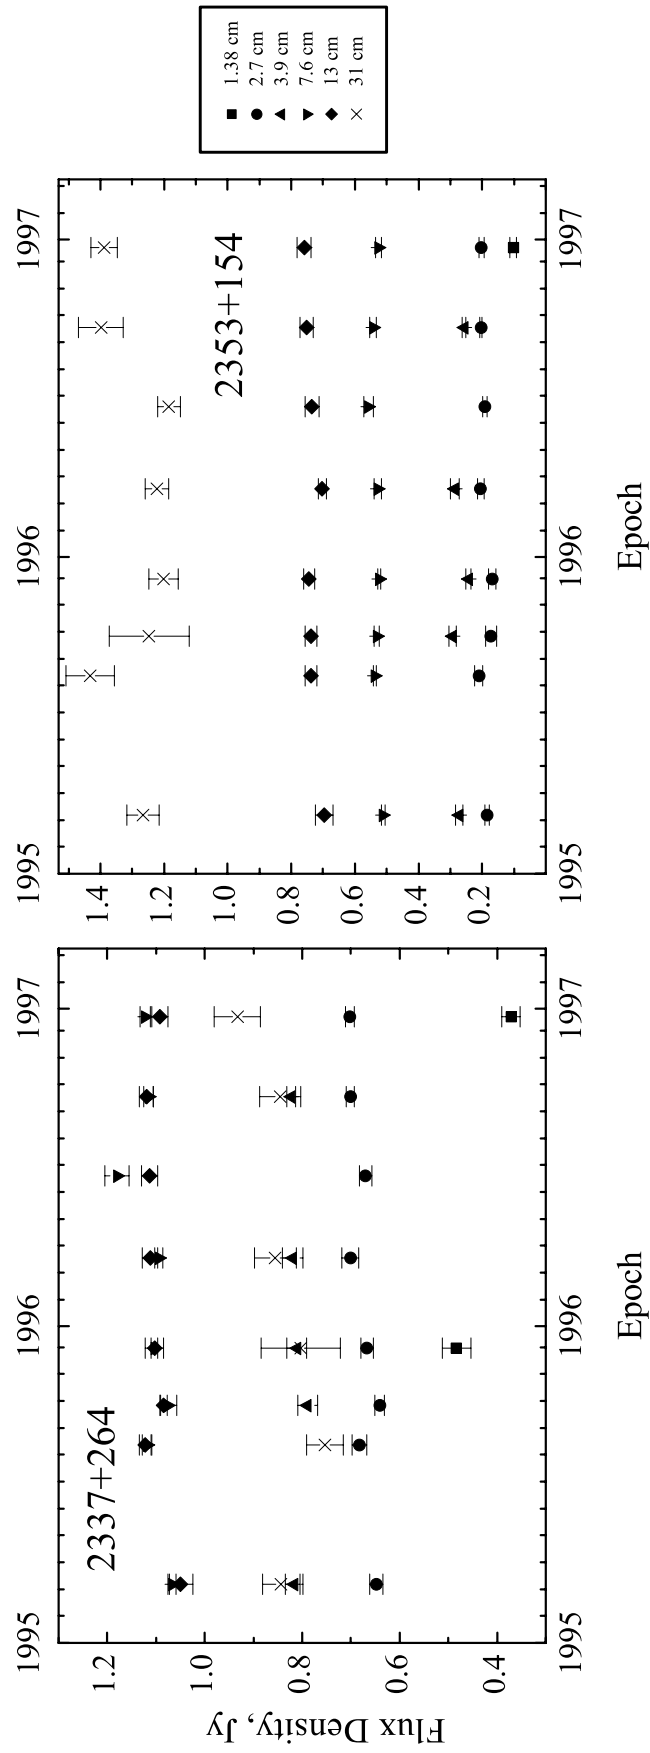 1995 1996 1997
1.2
1.0
0.8
0.6
0.4
Flux Density, Jy
2337+264
1995 1996 1997
Epoch
1995 1996 1997
1.4
1.2
1.0
0.8
0.6
0.4
0.2
2353+154
1995 1996 1997
Epoch
1.38 cm
2.7 cm
3.9 cm
7.6 cm
13 cm
31 cm